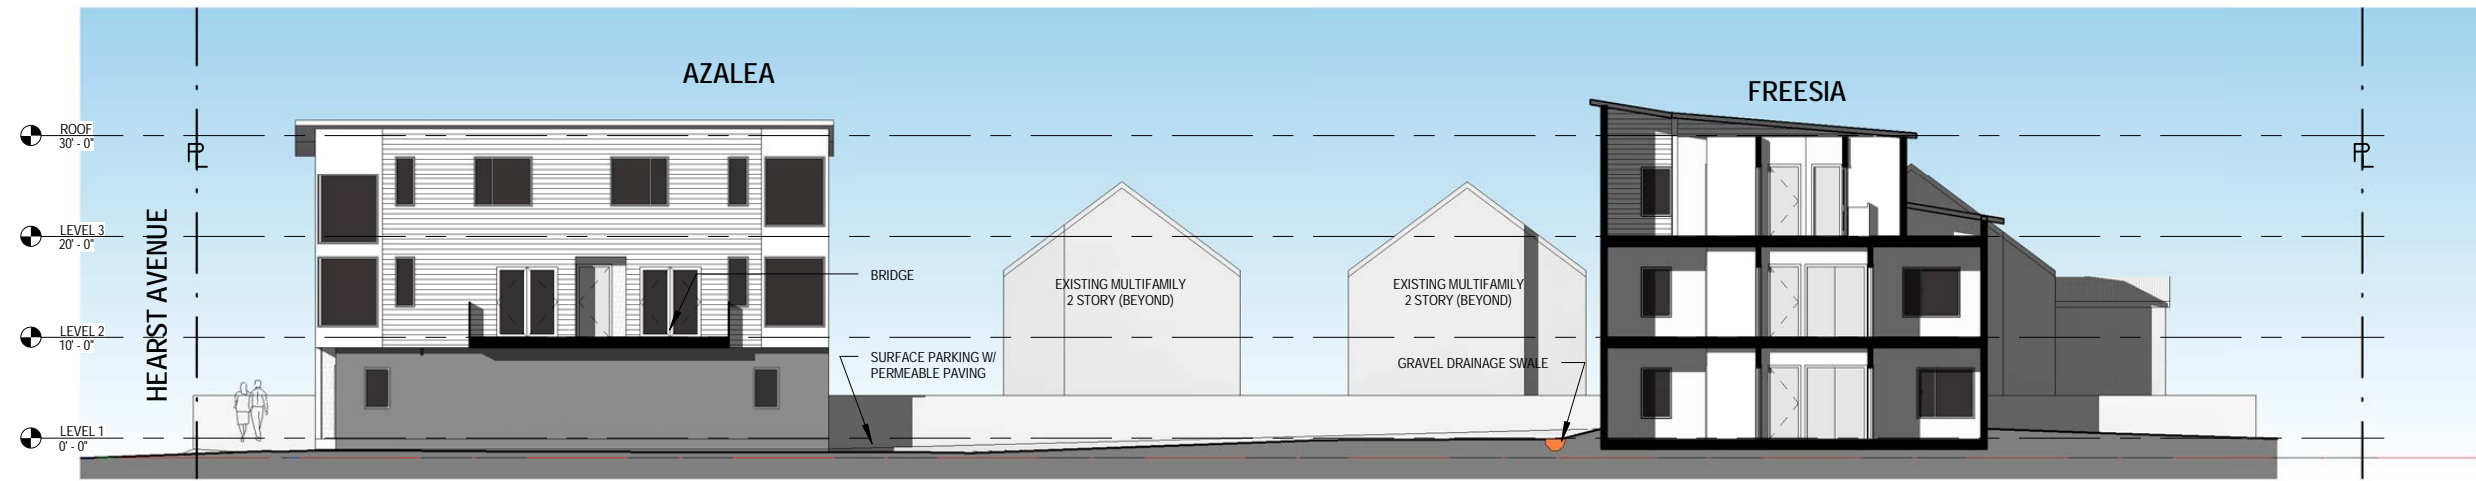 AZALEA
FREESIA
ROOF
30' - 0"
PL
PL
HEARST AVENUE
LEVEL 3
20' - 0"
BRIDGE
EXISTING MULTIFAMILY
2 STORY (BEYOND)
EXISTING MULTIFAMILY
2 STORY (BEYOND)
LEVEL 2
10' - 0"
SURFACE PARKING W/
PERMEABLE PAVING
GRAVEL DRAINAGE SWALE
LEVEL 1
0' - 0"